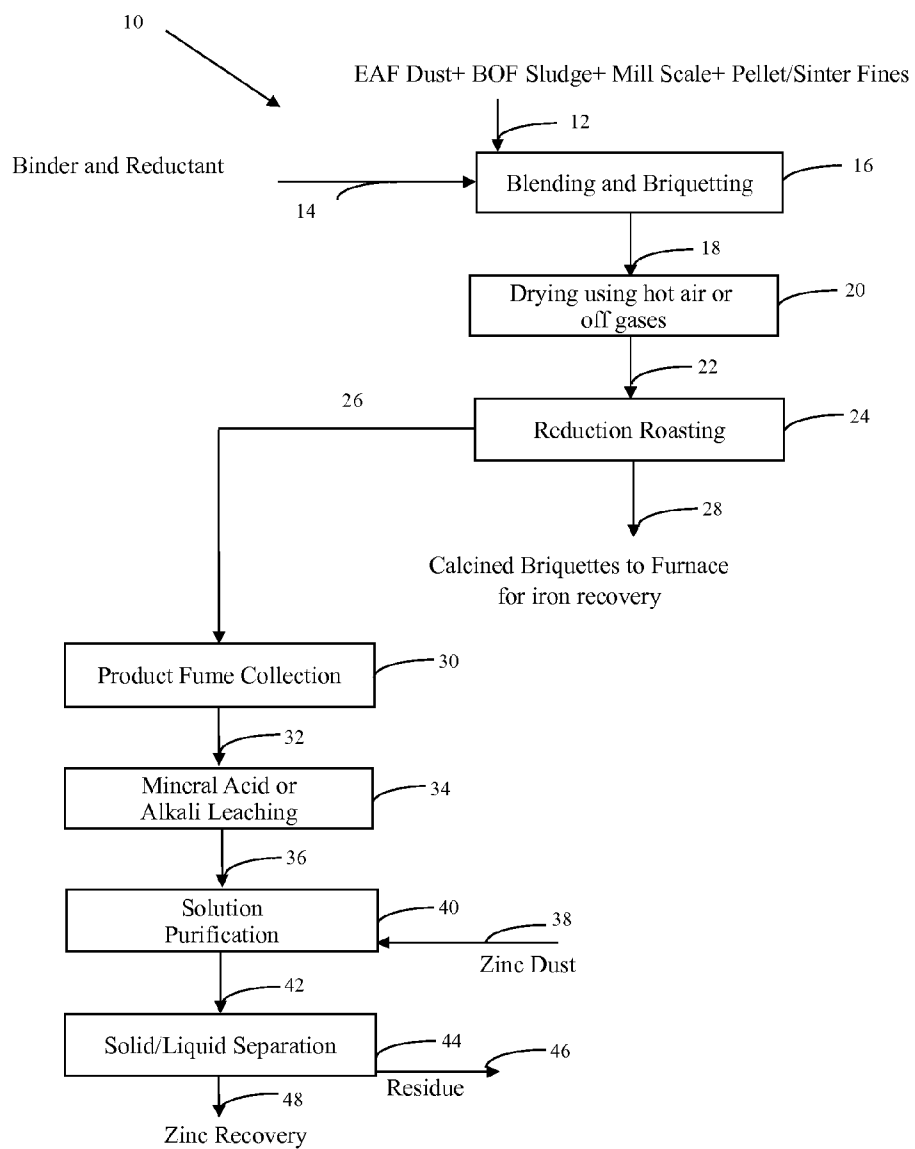 10
EAF Dust+ BOF Sludge+ Mill Scale+ Pellet/Sinter Fines
12
Binder and Reductant
14
Blending and Briquetting
16
18
Drying using hot air or
off gases
20
22
26
Reduction Roasting
24
28
Calcined Briquettes to Furnace
for iron recovery
Product Fume Collection
30
32
Mineral Acid or
Alkali Leaching
34
36
Solution
Purification
40
38
Zinc Dust
42
Solid/Liquid Separation
44
46
Residue
48
Zinc Recovery